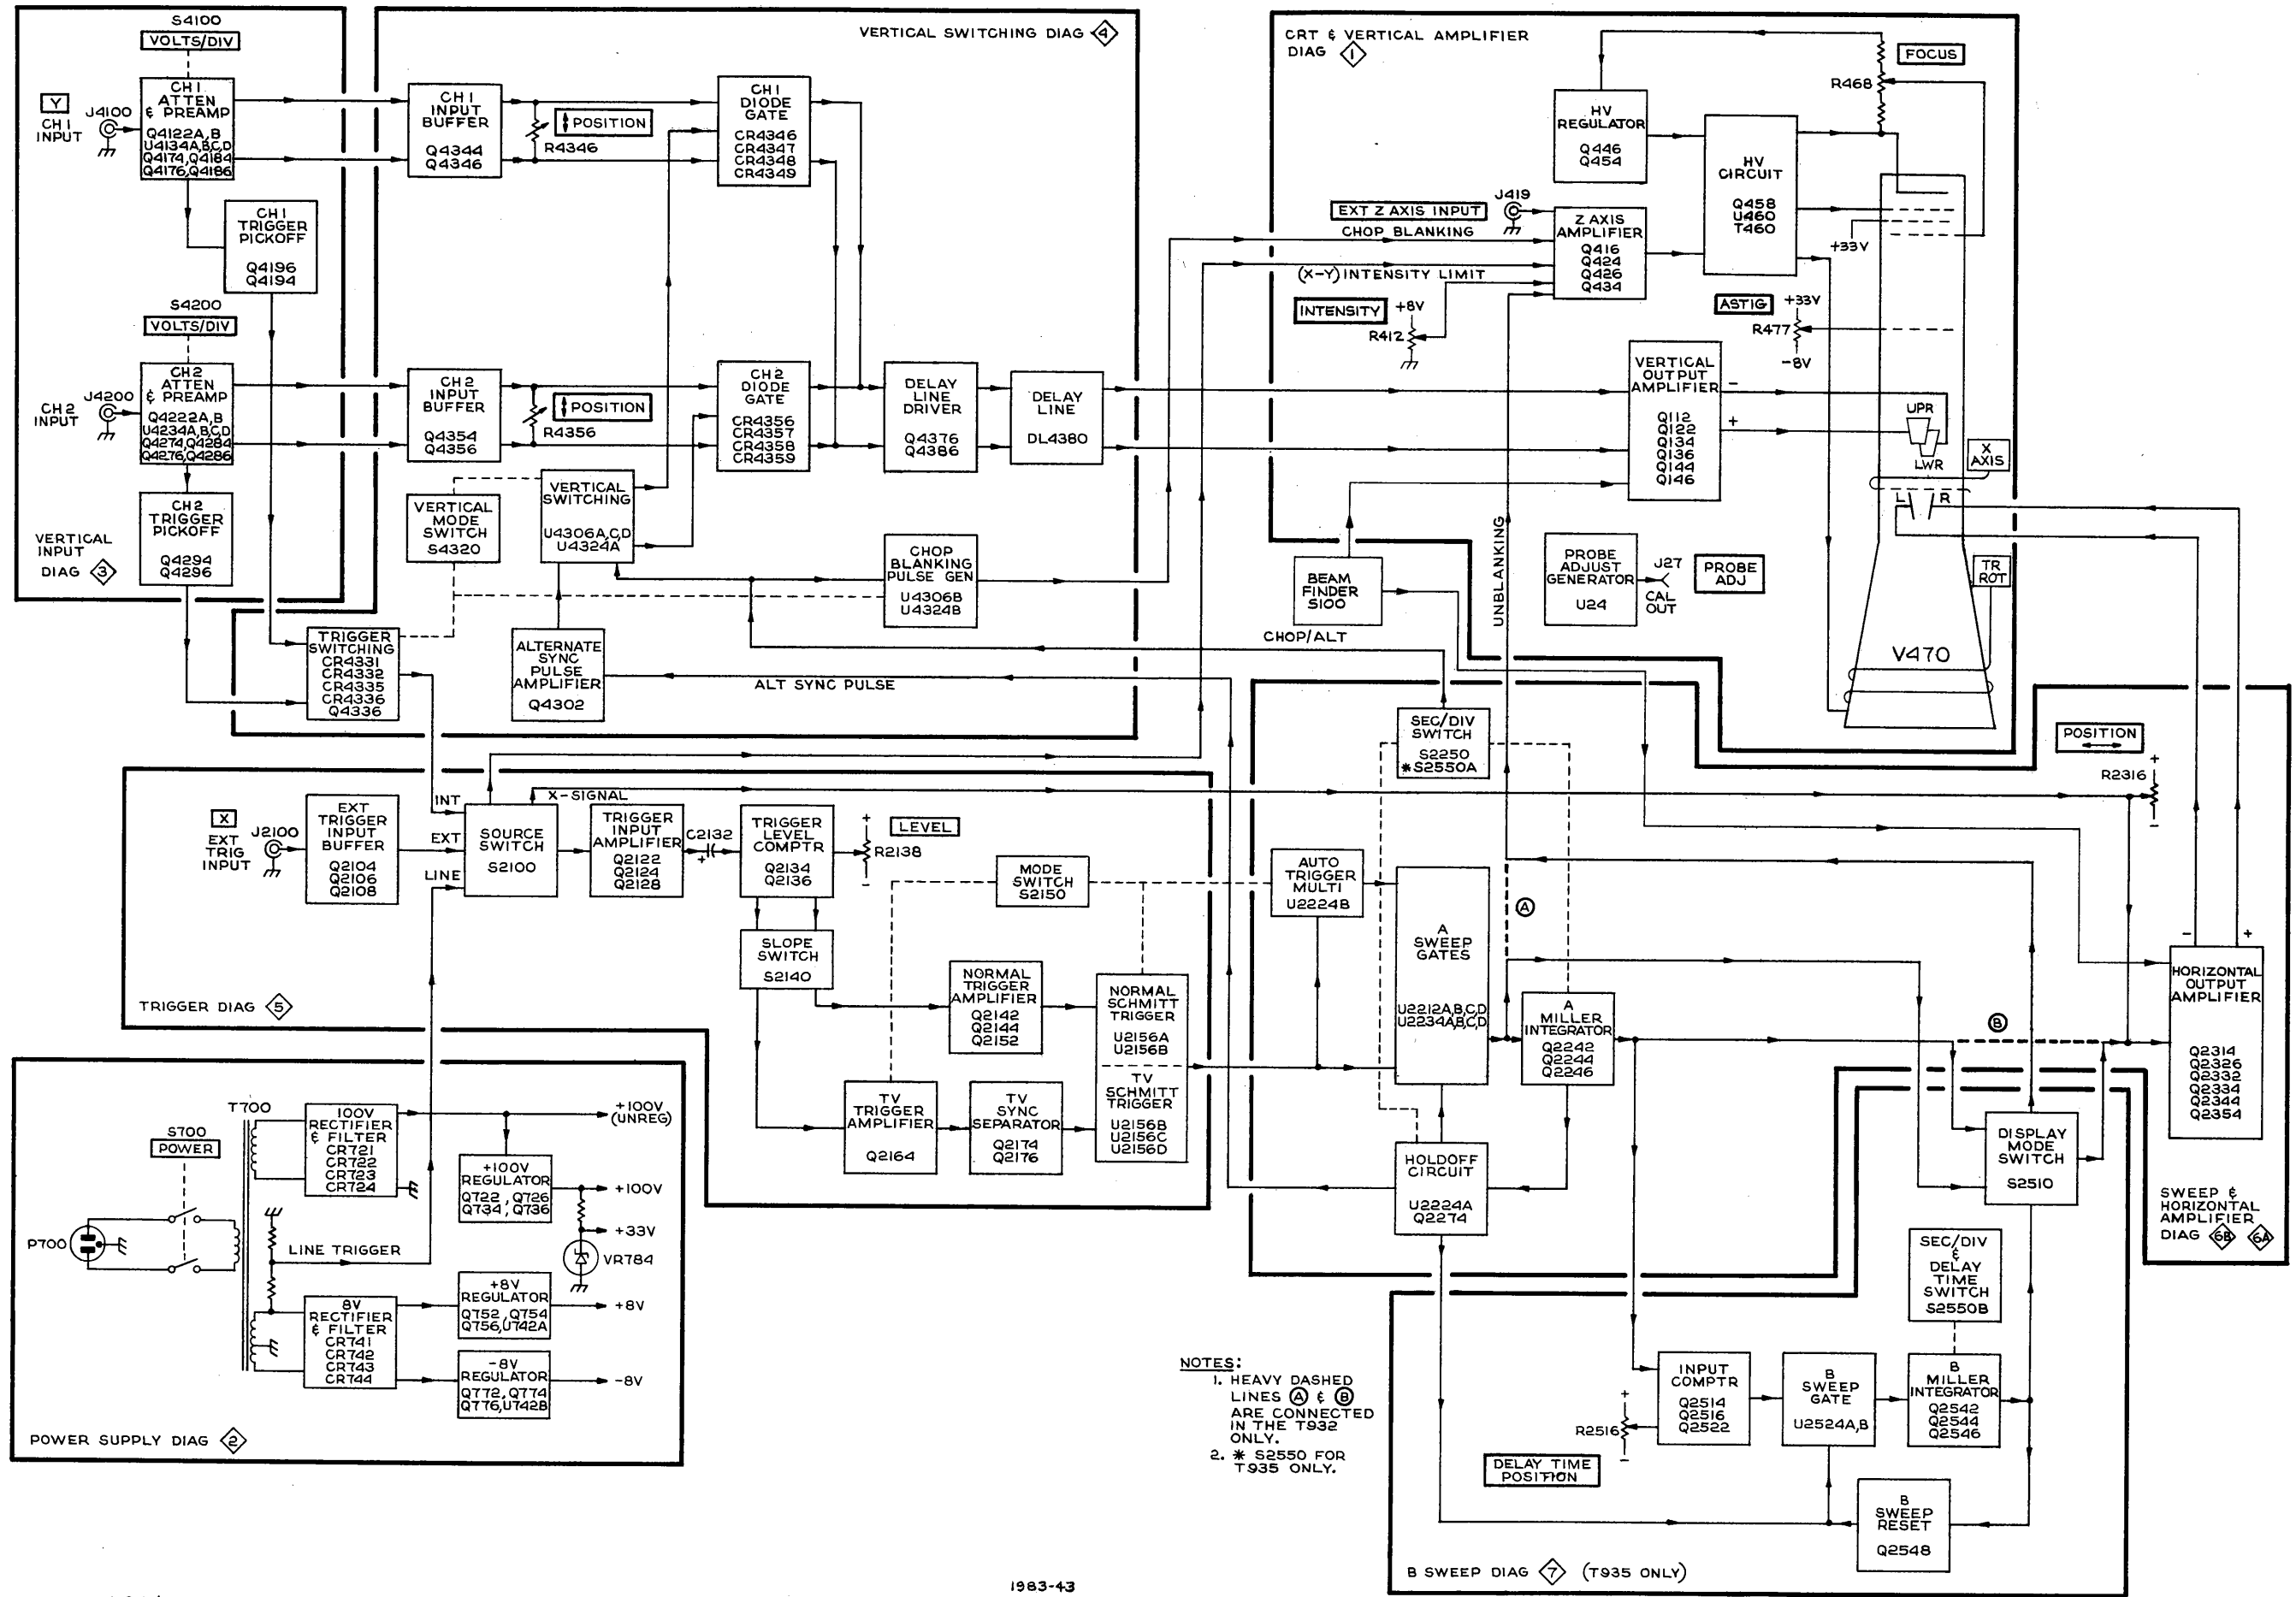 S4100
VOLTS/DIV
Y
CH 1
INPUT
J4100
CH 1
ATTEN
& PREAMP
Q4122A,B
U4134A,B,C,D
Q4174,Q4184
Q4176,Q4186
CH 1
TRIGGER
PICKOFF
Q4196
Q4194
S4200
VOLTS/DIV
CH 2
INPUT
J4200
CH2
ATTEN
& PREAMP
Q4222A,B
U4234A,B,C,D
Q4274,Q4284
Q4276,Q4286
CH2
TRIGGER
PICKOFF
Q4294
Q4296
VERTICAL
INPUT
DIAG 3
VERTICAL SWITCHING DIAG 4
CH 1
INPUT
BUFFER
Q4344
Q4346
POSITION
R4346
CH 1
DIODE
GATE
CR4346
CR4347
CR4348
CR4349
CH2
INPUT
BUFFER
Q4354
Q4356
POSITION
R4356
CH2
DIODE
GATE
CR4356
CR4357
CR4358
CR4359
DELAY
LINE
DRIVER
Q4376
Q4386
DELAY
LINE
DL4380
VERTICAL
MODE
SWITCH
S4320
VERTICAL
SWITCHING
U4306A,C,D
U4324A
CHOP
BLANKING
PULSE GEN
U4306B
U4324B
TRIGGER
SWITCHING
CR4331
CR4332
CR4335
CR4336
Q4336
ALTERNATE
SYNC
PULSE
AMPLIFIER
Q4302
ALT SYNC PULSE
CHOP/ALT
CRT & VERTICAL AMPLIFIER
DIAG 1
FOCUS
R468
HV
REGULATOR
Q446
Q454
HV
CIRCUIT
Q458
U460
T460
EXT Z AXIS INPUT
J419
CHOP BLANKING
(X-Y) INTENSITY LIMIT
Z AXIS
AMPLIFIER
Q416
Q424
Q426
Q434
INTENSITY
+8V
R412
+33V
ASTIG
+33V
R477
-8V
VERTICAL
OUTPUT
AMPLIFIER
Q112
Q122
Q134
Q136
Q144
Q146
-
+
UPR
LWR
X
AXIS
L
R
TR
ROT
V470
UNBLANKING
BEAM
FINDER
S100
PROBE
ADJUST
GENERATOR
U24
J27
CAL
OUT
PROBE
ADJ
X
EXT
TRIG
INPUT
J2100
EXT
TRIGGER
INPUT
BUFFER
Q2104
Q2106
Q2108
INT
EXT
LINE
SOURCE
SWITCH
S2100
X-SIGNAL
TRIGGER
INPUT
AMPLIFIER
Q2122
Q2124
Q2128
C2132
+
TRIGGER
LEVEL
COMPTR
Q2134
Q2136
LEVEL
+
R2138
-
SLOPE
SWITCH
S2140
MODE
SWITCH
S2150
NORMAL
TRIGGER
AMPLIFIER
Q2142
Q2144
Q2152
NORMAL
SCHMITT
TRIGGER
U2156A
U2156B
TV
SCHMITT
TRIGGER
U2156B
U2156C
U2156D
TV
TRIGGER
AMPLIFIER
Q2164
TV
SYNC
SEPARATOR
Q2174
Q2176
TRIGGER DIAG 5
SEC/DIV
SWITCH
S2250
* S2550A
AUTO
TRIGGER
MULTI
U2224B
A
SWEEP
GATES
U2212A,B,C,D
U2234A,B,C,D
A
A
MILLER
INTEGRATOR
Q2242
Q2244
Q2246
HOLDOFF
CIRCUIT
U2224A
Q2274
POSITION
+
R2316
-
B
-
+
HORIZONTAL
OUTPUT
AMPLIFIER
Q2314
Q2326
Q2332
Q2334
Q2344
Q2354
DISPLAY
MODE
SWITCH
S2510
SWEEP &
HORIZONTAL
AMPLIFIER
DIAG 6B 6A
P700
S700
POWER
T700
100V
RECTIFIER
& FILTER
CR721
CR722
CR723
CR724
+100V
(UNREG)
+100V
REGULATOR
Q722, Q726
Q734, Q736
+100V
+33V
VR784
LINE TRIGGER
8V
RECTIFIER
& FILTER
CR741
CR742
CR743
CR744
+8V
REGULATOR
Q752, Q754
Q756,U742A
+8V
-8V
REGULATOR
Q772, Q774
Q776,U742B
-8V
POWER SUPPLY DIAG 2
NOTES:
1. HEAVY DASHED
LINES A & B
ARE CONNECTED
IN THE T932
ONLY.
2. * S2550 FOR
T935 ONLY.
SEC/DIV
&
DELAY
TIME
SWITCH
S2550B
INPUT
COMPTR
Q2514
Q2516
Q2522
+
R2516
-
DELAY TIME
POSITION
B
SWEEP
GATE
U2524A,B
B
MILLER
INTEGRATOR
Q2542
Q2544
Q2546
B
SWEEP
RESET
Q2548
B SWEEP DIAG 7 (T935 ONLY)
1983-43